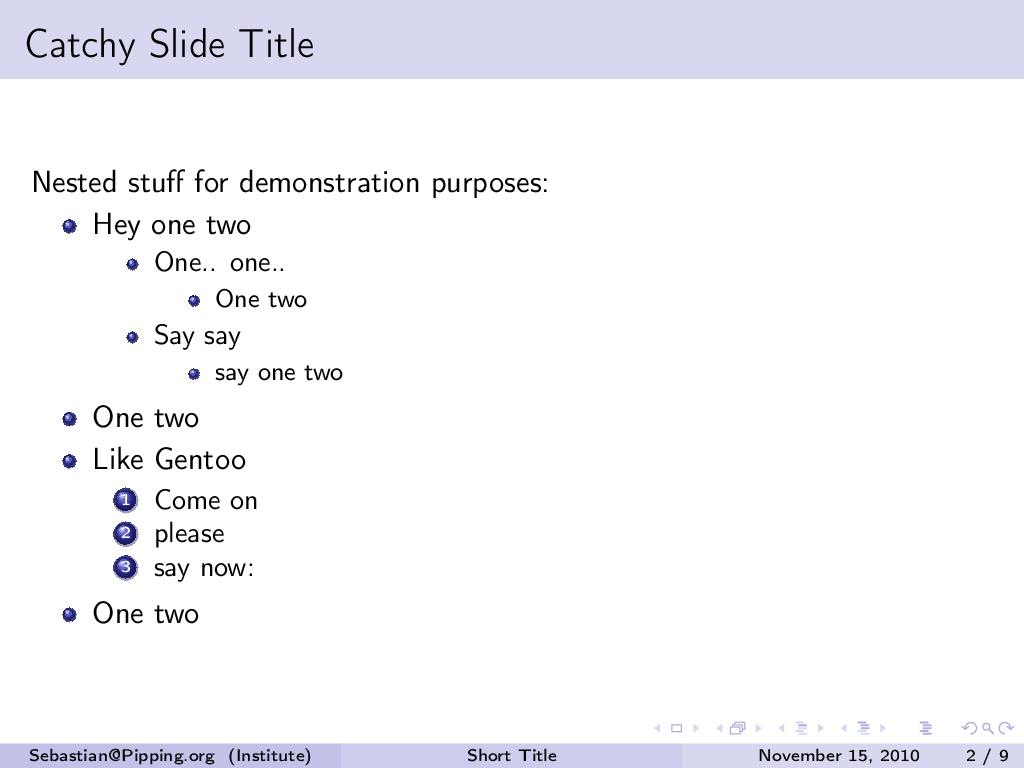 Catchy Slide Title
Nested stuff for demonstration purposes:
Hey one two
One.. one..
One two
Say say
say one two
One two
Like Gentoo
1 Come on
2 please
3 say now:
One two
Sebastian@Pipping.org (Institute) Short Title November 15, 2010 2 / 9